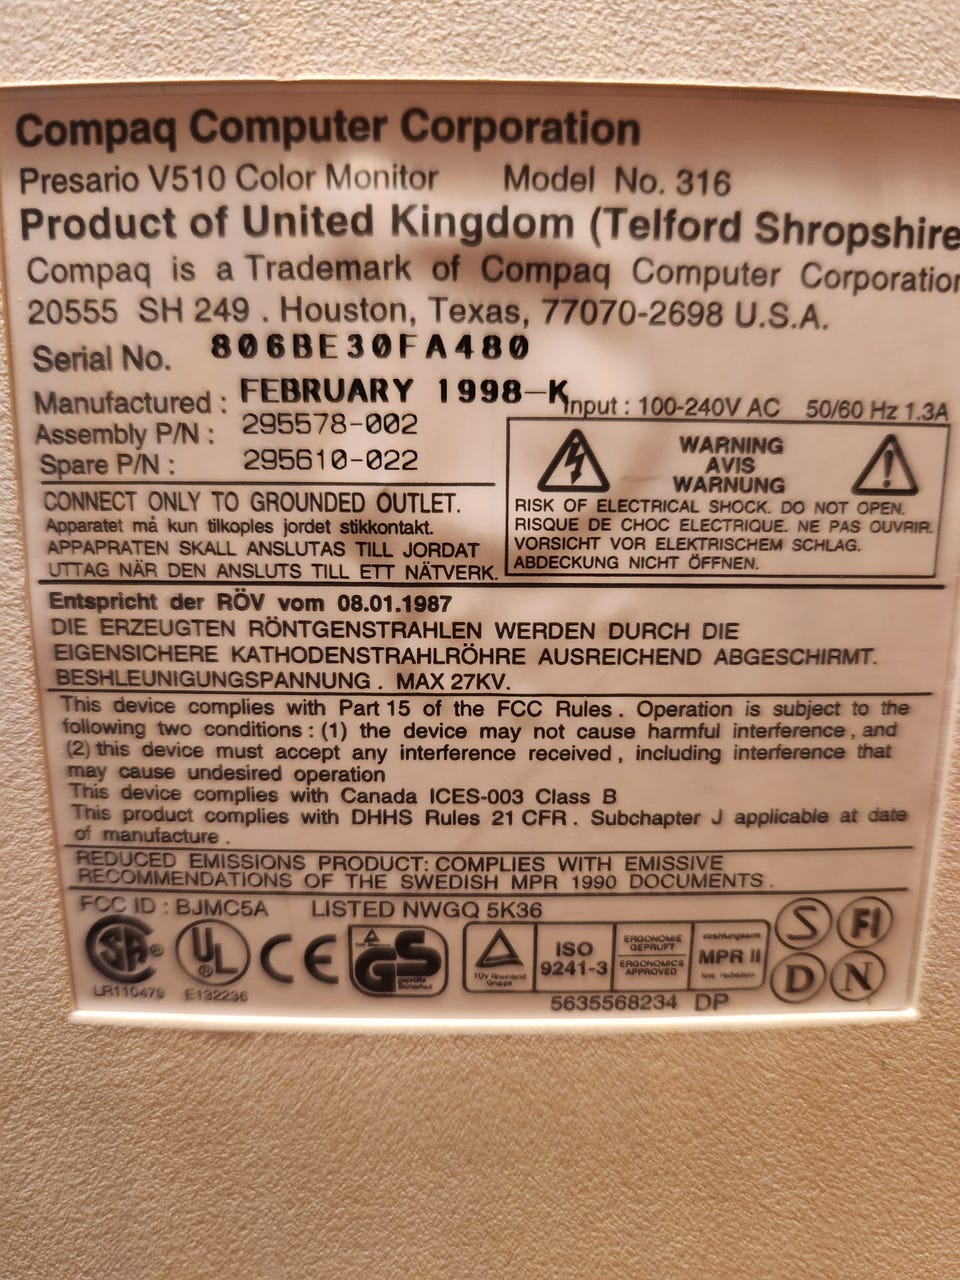 Compaq Computer Corporation
Presario V510 Color Monitor Model No. 316
Product of United Kingdom (Telford Shropshire
Compaq is a Trademark of Compaq Computer Corporation
20555 SH 249 . Houston, Texas, 77070-2698 U.S.A.
Serial No. 806BE30FA480
Manufactured : FEBRUARY 1998-K
Input : 100-240V AC 50/60 Hz 1.3A
Assembly P/N : 295578-002
Spare P/N : 295610-022
WARNING
AVIS
WARNUNG
RISK OF ELECTRICAL SHOCK. DO NOT OPEN.
RISQUE DE CHOC ELECTRIQUE. NE PAS OUVRIR.
VORSICHT VOR ELEKTRISCHEM SCHLAG.
ABDECKUNG NICHT ÖFFNEN.
CONNECT ONLY TO GROUNDED OUTLET.
Apparatet må kun tilkoples jordet stikkontakt.
APPAPRATEN SKALL ANSLUTAS TILL JORDAT
UTTAG NÄR DEN ANSLUTS TILL ETT NÄTVERK.
Entspricht der RÖV vom 08.01.1987
DIE ERZEUGTEN RÖNTGENSTRAHLEN WERDEN DURCH DIE
EIGENSICHERE KATHODENSTRAHLRÖHRE AUSREICHEND ABGESCHIRMT.
BESHLEUNIGUNGSPANNUNG . MAX 27KV.
This device complies with Part 15 of the FCC Rules . Operation is subject to the
following two conditions : (1) the device may not cause harmful interference , and
(2) this device must accept any interference received , including interference that
may cause undesired operation
This device complies with Canada ICES-003 Class B
This product complies with DHHS Rules 21 CFR . Subchapter J applicable at date
of manufacture .
REDUCED EMISSIONS PRODUCT: COMPLIES WITH EMISSIVE
RECOMMENDATIONS OF THE SWEDISH MPR 1990 DOCUMENTS .
FCC ID : BJMC5A LISTED NWGQ 5K36
SA ®
LR110479
UL ®
E132236
CE
GS
geprüfte
Sicherheit
TÜV Rheinland
Gruppe
ISO
9241-3
ERGONOMIE
GEPRÜFT
ERGONOMICS
APPROVED
strahlungsarm
MPR II
low radiation
S FI
D N
5635568234 DP